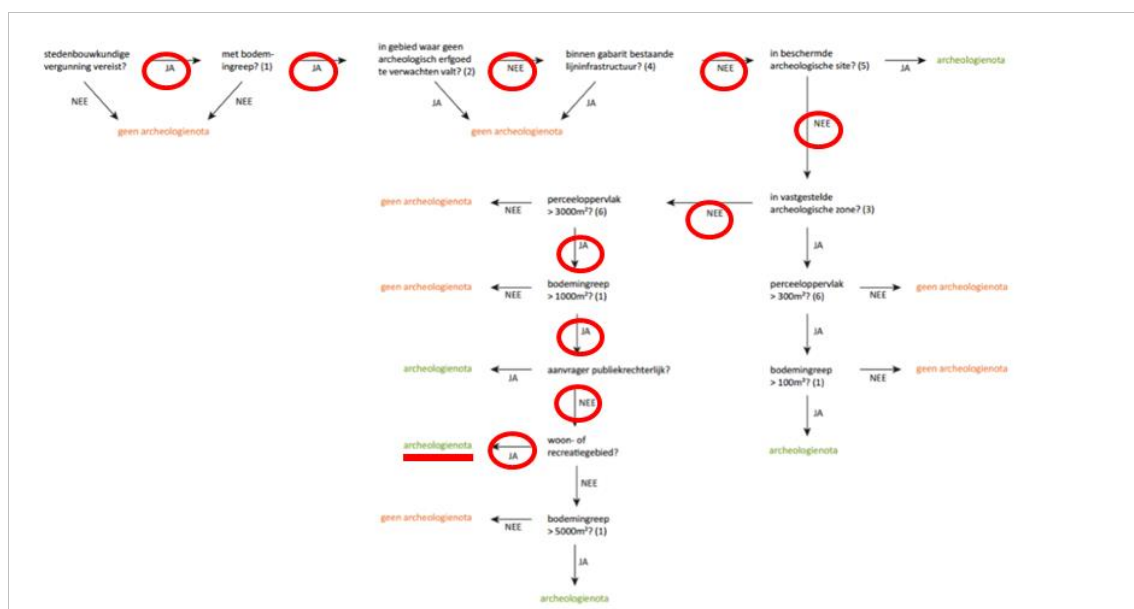 stedenbouwkundige
vergunning vereist?
JA
met bodem-
ingreep? (1)
JA
in gebied waar geen
archeologisch erfgoed
te verwachten valt? (2)
NEE
binnen gabarit bestaande
lijninfrastructuur? (4)
NEE
in beschermde
archeologische site? (5)
JA
archeologienota
NEE
NEE
JA
JA
NEE
geen archeologienota
geen archeologienota
geen archeologienota
NEE
perceeloppervlak
> 3000m²? (6)
NEE
in vastgestelde
archeologische zone? (3)
JA
JA
geen archeologienota
NEE
bodemingreep
> 1000m²? (1)
perceeloppervlak
> 300m²? (6)
NEE
geen archeologienota
JA
JA
archeologienota
JA
aanvrager publiekrechterlijk?
bodemingreep
> 100m²? (1)
NEE
geen archeologienota
NEE
JA
archeologienota
JA
woon- of
recreatiegebied?
archeologienota
NEE
geen archeologienota
NEE
bodemingreep
> 5000m²? (1)
JA
archeologienota